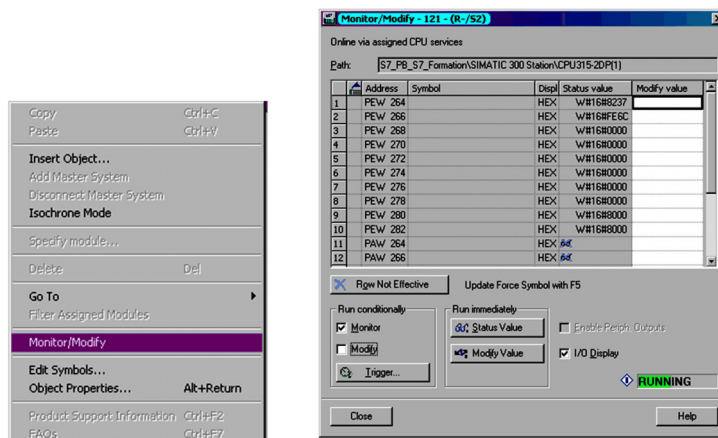 Copy Ctrl+C
Paste Ctrl+V
Insert Object...
Add Master System
Disconnect Master System
Isochrone Mode
Specify module...
Delete Del
Go To
Filter Assigned Modules
Monitor/Modify
Edit Symbols...
Object Properties... Alt+Return
Product Support Information Ctrl+F2
FAQs Ctrl+F7
Monitor/Modify - 121 - (R-/S2)
Online via assigned CPU services
Path: S7_PB_S7_Formation\SIMATIC 300 Station\CPU315-2DP(1)
Address Symbol Displ Status value Modify value
1 PEW 264 HEX W#16#8237
2 PEW 266 HEX W#16#FE6C
3 PEW 268 HEX W#16#0000
4 PEW 270 HEX W#16#0000
5 PEW 272 HEX W#16#0000
6 PEW 274 HEX W#16#0000
7 PEW 276 HEX W#16#0000
8 PEW 278 HEX W#16#0000
9 PEW 280 HEX W#16#8000
10 PEW 282 HEX W#16#8000
11 PAW 264 HEX
12 PAW 266 HEX
Row Not Effective Update Force Symbol with F5
Run conditionally Run immediately
Monitor Status Value Enable Periph. Outputs
Modify Modify Value I/O Display
Trigger...
RUNNING
Close Help